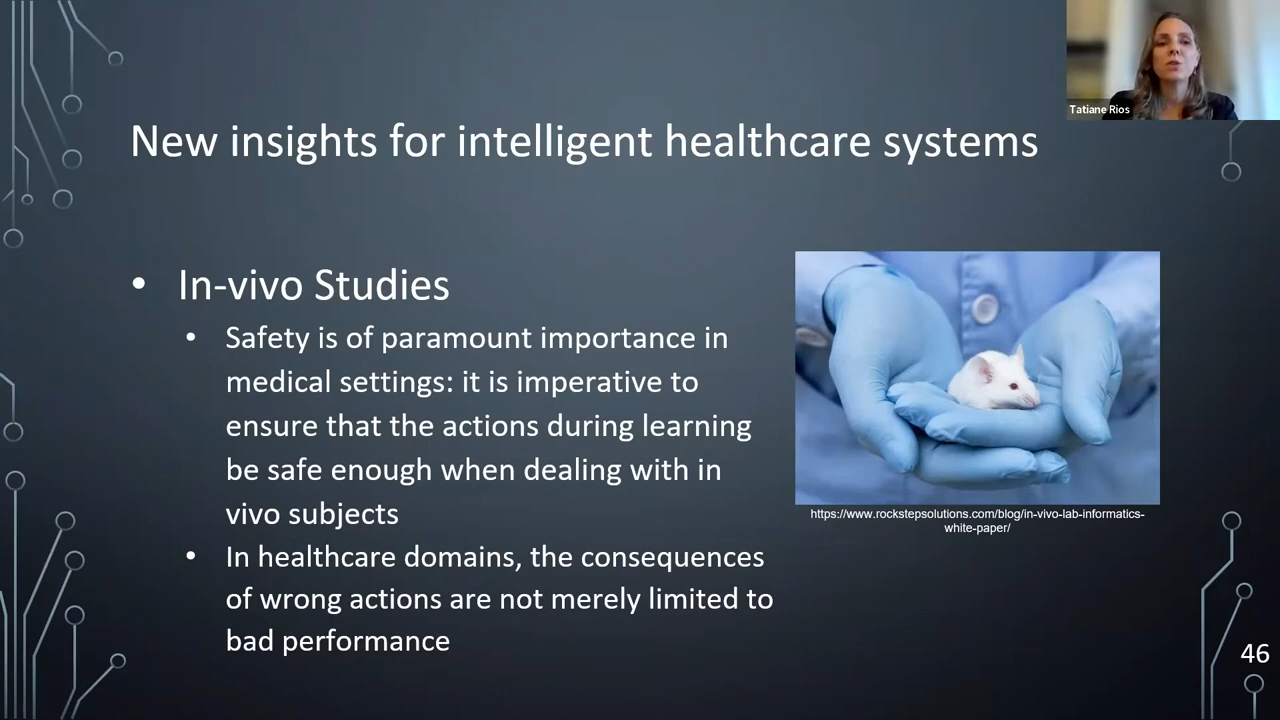 Tatiane Rios
New insights for intelligent healthcare systems
• In-vivo Studies
• Safety is of paramount importance in
medical settings: it is imperative to
ensure that the actions during learning
be safe enough when dealing with in
vivo subjects
• In healthcare domains, the consequences
of wrong actions are not merely limited to
bad performance
https://www.rockstepsolutions.com/blog/in-vivo-lab-informatics-
white-paper/
46